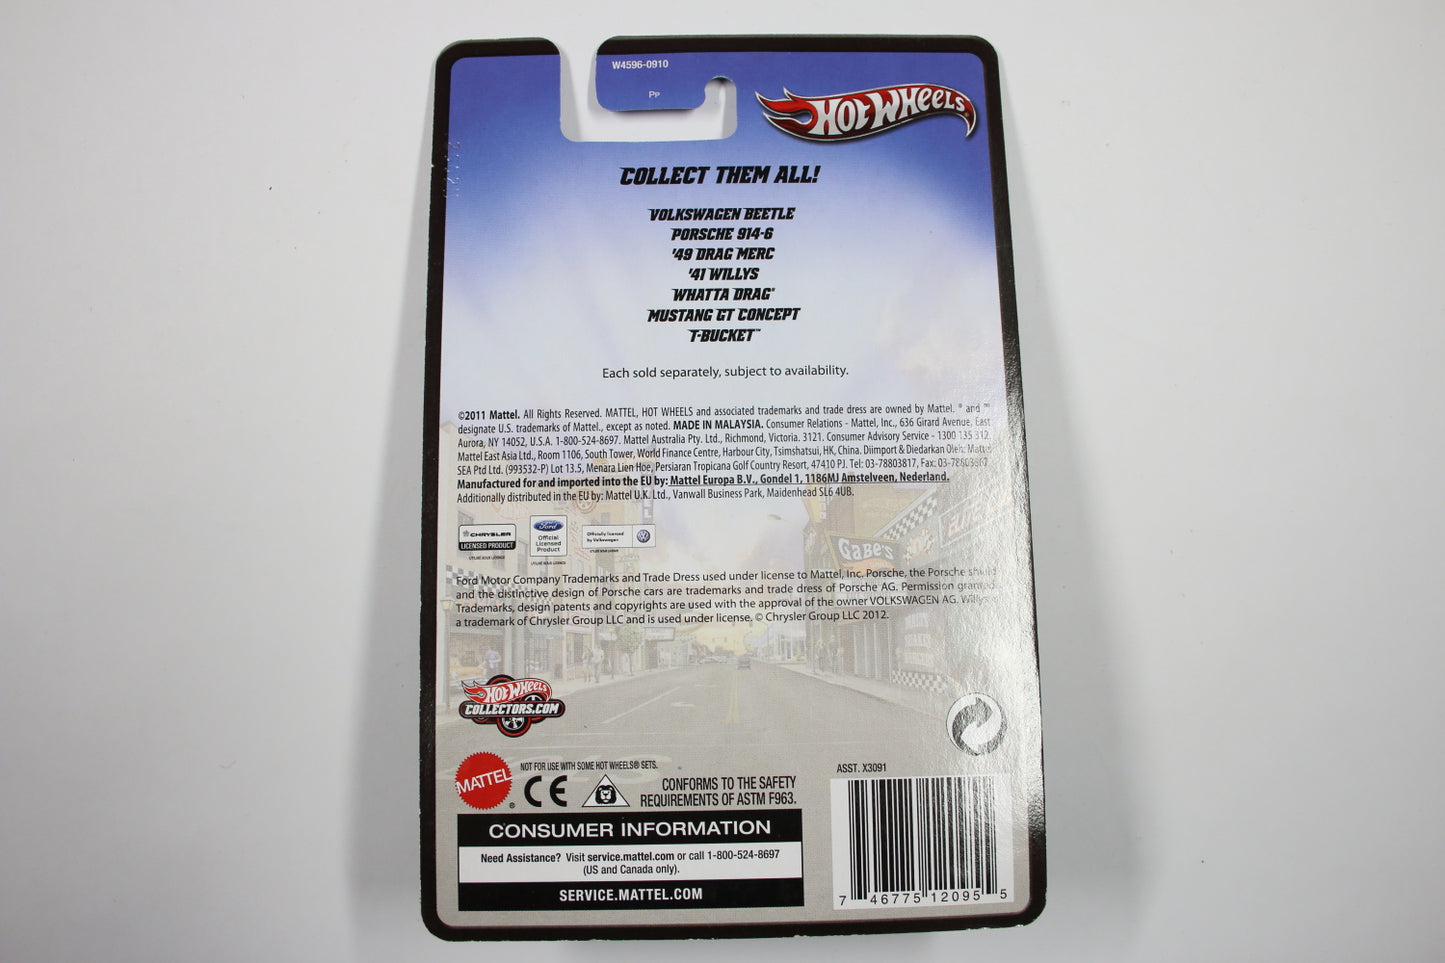 W4596-0910
PP
HOT WHEELS
COLLECT THEM ALL!
VOLKSWAGEN BEETLE
PORSCHE 914-6
'49 DRAG MERC
'41 WILLYS
WHATTA DRAG®
MUSTANG GT CONCEPT
T-BUCKET™
Each sold separately, subject to availability.
©2011 Mattel. All Rights Reserved. MATTEL, HOT WHEELS and associated trademarks and trade dress are owned by Mattel. ® and ™
designate U.S. trademarks of Mattel., except as noted. MADE IN MALAYSIA. Consumer Relations - Mattel, Inc., 636 Girard Avenue, East
Aurora, NY 14052, U.S.A. 1-800-524-8697. Mattel Australia Pty. Ltd., Richmond, Victoria. 3121. Consumer Advisory Service - 1300 135 312.
Mattel East Asia Ltd., Room 1106, South Tower, World Finance Centre, Harbour City, Tsimshatsui, HK, China. Diimport & Diedarkan Oleh: Mattel
SEA Ptd Ltd. (993532-P) Lot 13.5, Menara Lien Hoe, Persiaran Tropicana Golf Country Resort, 47410 PJ. Tel: 03-78803817, Fax: 03-78803867.
Manufactured for and imported into the EU by: Mattel Europa B.V., Gondel 1, 1186MJ Amstelveen, Nederland.
Additionally distributed in the EU by: Mattel U.K. Ltd., Vanwall Business Park, Maidenhead SL6 4UB.
CHRYSLER
LICENSED PRODUCT
Ford
Official
Licensed
Product
Officially licensed
by Volkswagen
GABE'S
Ford Motor Company Trademarks and Trade Dress used under license to Mattel, Inc. Porsche, the Porsche shield
and the distinctive design of Porsche cars are trademarks and trade dress of Porsche AG. Permission granted.
Trademarks, design patents and copyrights are used with the approval of the owner VOLKSWAGEN AG. Willys
a trademark of Chrysler Group LLC and is used under license. © Chrysler Group LLC 2012.
HOT WHEELS
COLLECTORS.COM
MATTEL®
NOT FOR USE WITH SOME HOT WHEELS® SETS.
CE
CONFORMS TO THE SAFETY
REQUIREMENTS OF ASTM F963.
ASST. X3091
CONSUMER INFORMATION
Need Assistance? Visit service.mattel.com or call 1-800-524-8697
(US and Canada only).
SERVICE.MATTEL.COM
7 46775 12095 5